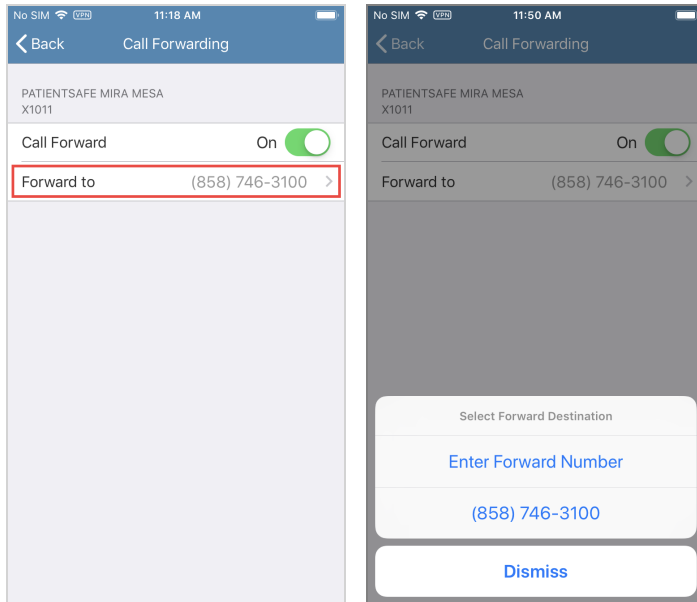 No SIM VPN 11:18 AM
Back Call Forwarding
PATIENTSAFE MIRA MESA
X1011
Call Forward On
Forward to (858) 746-3100
No SIM VPN 11:50 AM
Back Call Forwarding
PATIENTSAFE MIRA MESA
X1011
Call Forward On
Forward to (858) 746-3100
Select Forward Destination
Enter Forward Number
(858) 746-3100
Dismiss